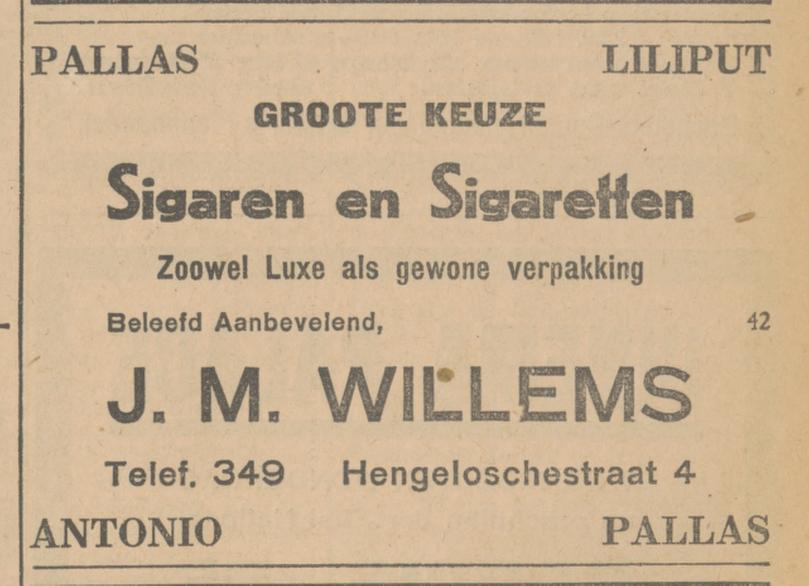 PALLAS LILIPUT
GROOTE KEUZE
Sigaren en Sigaretten
Zoowel Luxe als gewone verpakking
Beleefd Aanbevelend, 42
J. M. WILLEMS
Telef. 349 Hengeloschestraat 4
ANTONIO PALLAS